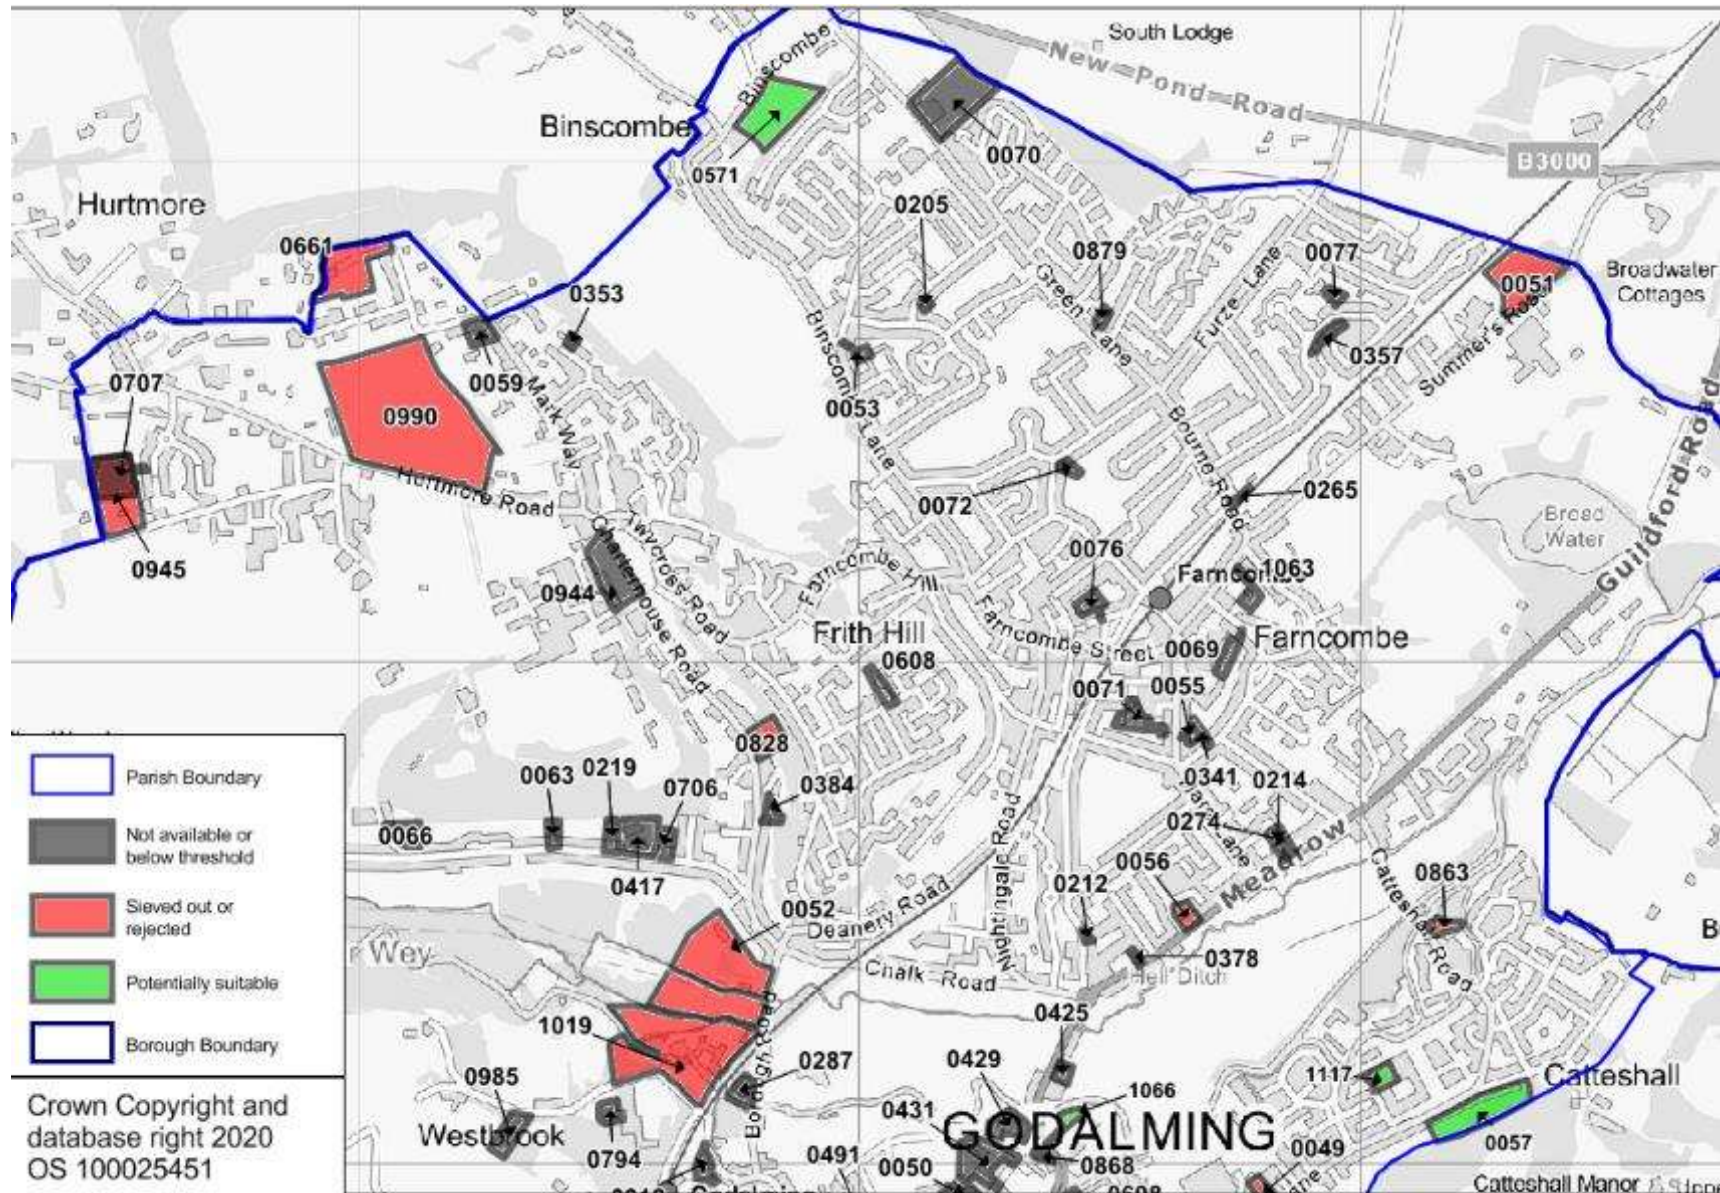 South Lodge
New Pond Road
Binscombe
Binscombe
0070
B3000
0571
Hurtmore
0205
0661
0879
0077
Broadwater
Cottages
0051
0353
Green Lane
Furze Lane
Binscombe Lane
0357
Summer's Road
0707
0059
0053
Mark Way
0990
Bourne Road
Guildford Road
Hurtmore Road
0072
0265
Broad
Water
0076
0945
Charterhouse Road
Twycross Road
Farncombe Hill
Farncombe
1063
0944
Frith Hill
Farncombe Street
0069
Farncombe
0608
0071
0055
0828
0063
0219
0706
0384
0341
0214
0066
0274
Lane
Meadrow
0417
Nightingale Road
0056
Catteshall Road
0863
0212
0052
Deanery Road
Wey
Chalk Road
0378
Hell Ditch
1019
0425
Borough Road
0985
0287
0429
1066
1117
Catteshall
0431
GODALMING
Westbrook
0794
0491
0050
0868
0049
0057
Godalming
0698
Catteshall Manor
Parish Boundary
Not available or
below threshold
Sieved out or
rejected
Potentially suitable
Borough Boundary
Crown Copyright and
database right 2020
OS 100025451